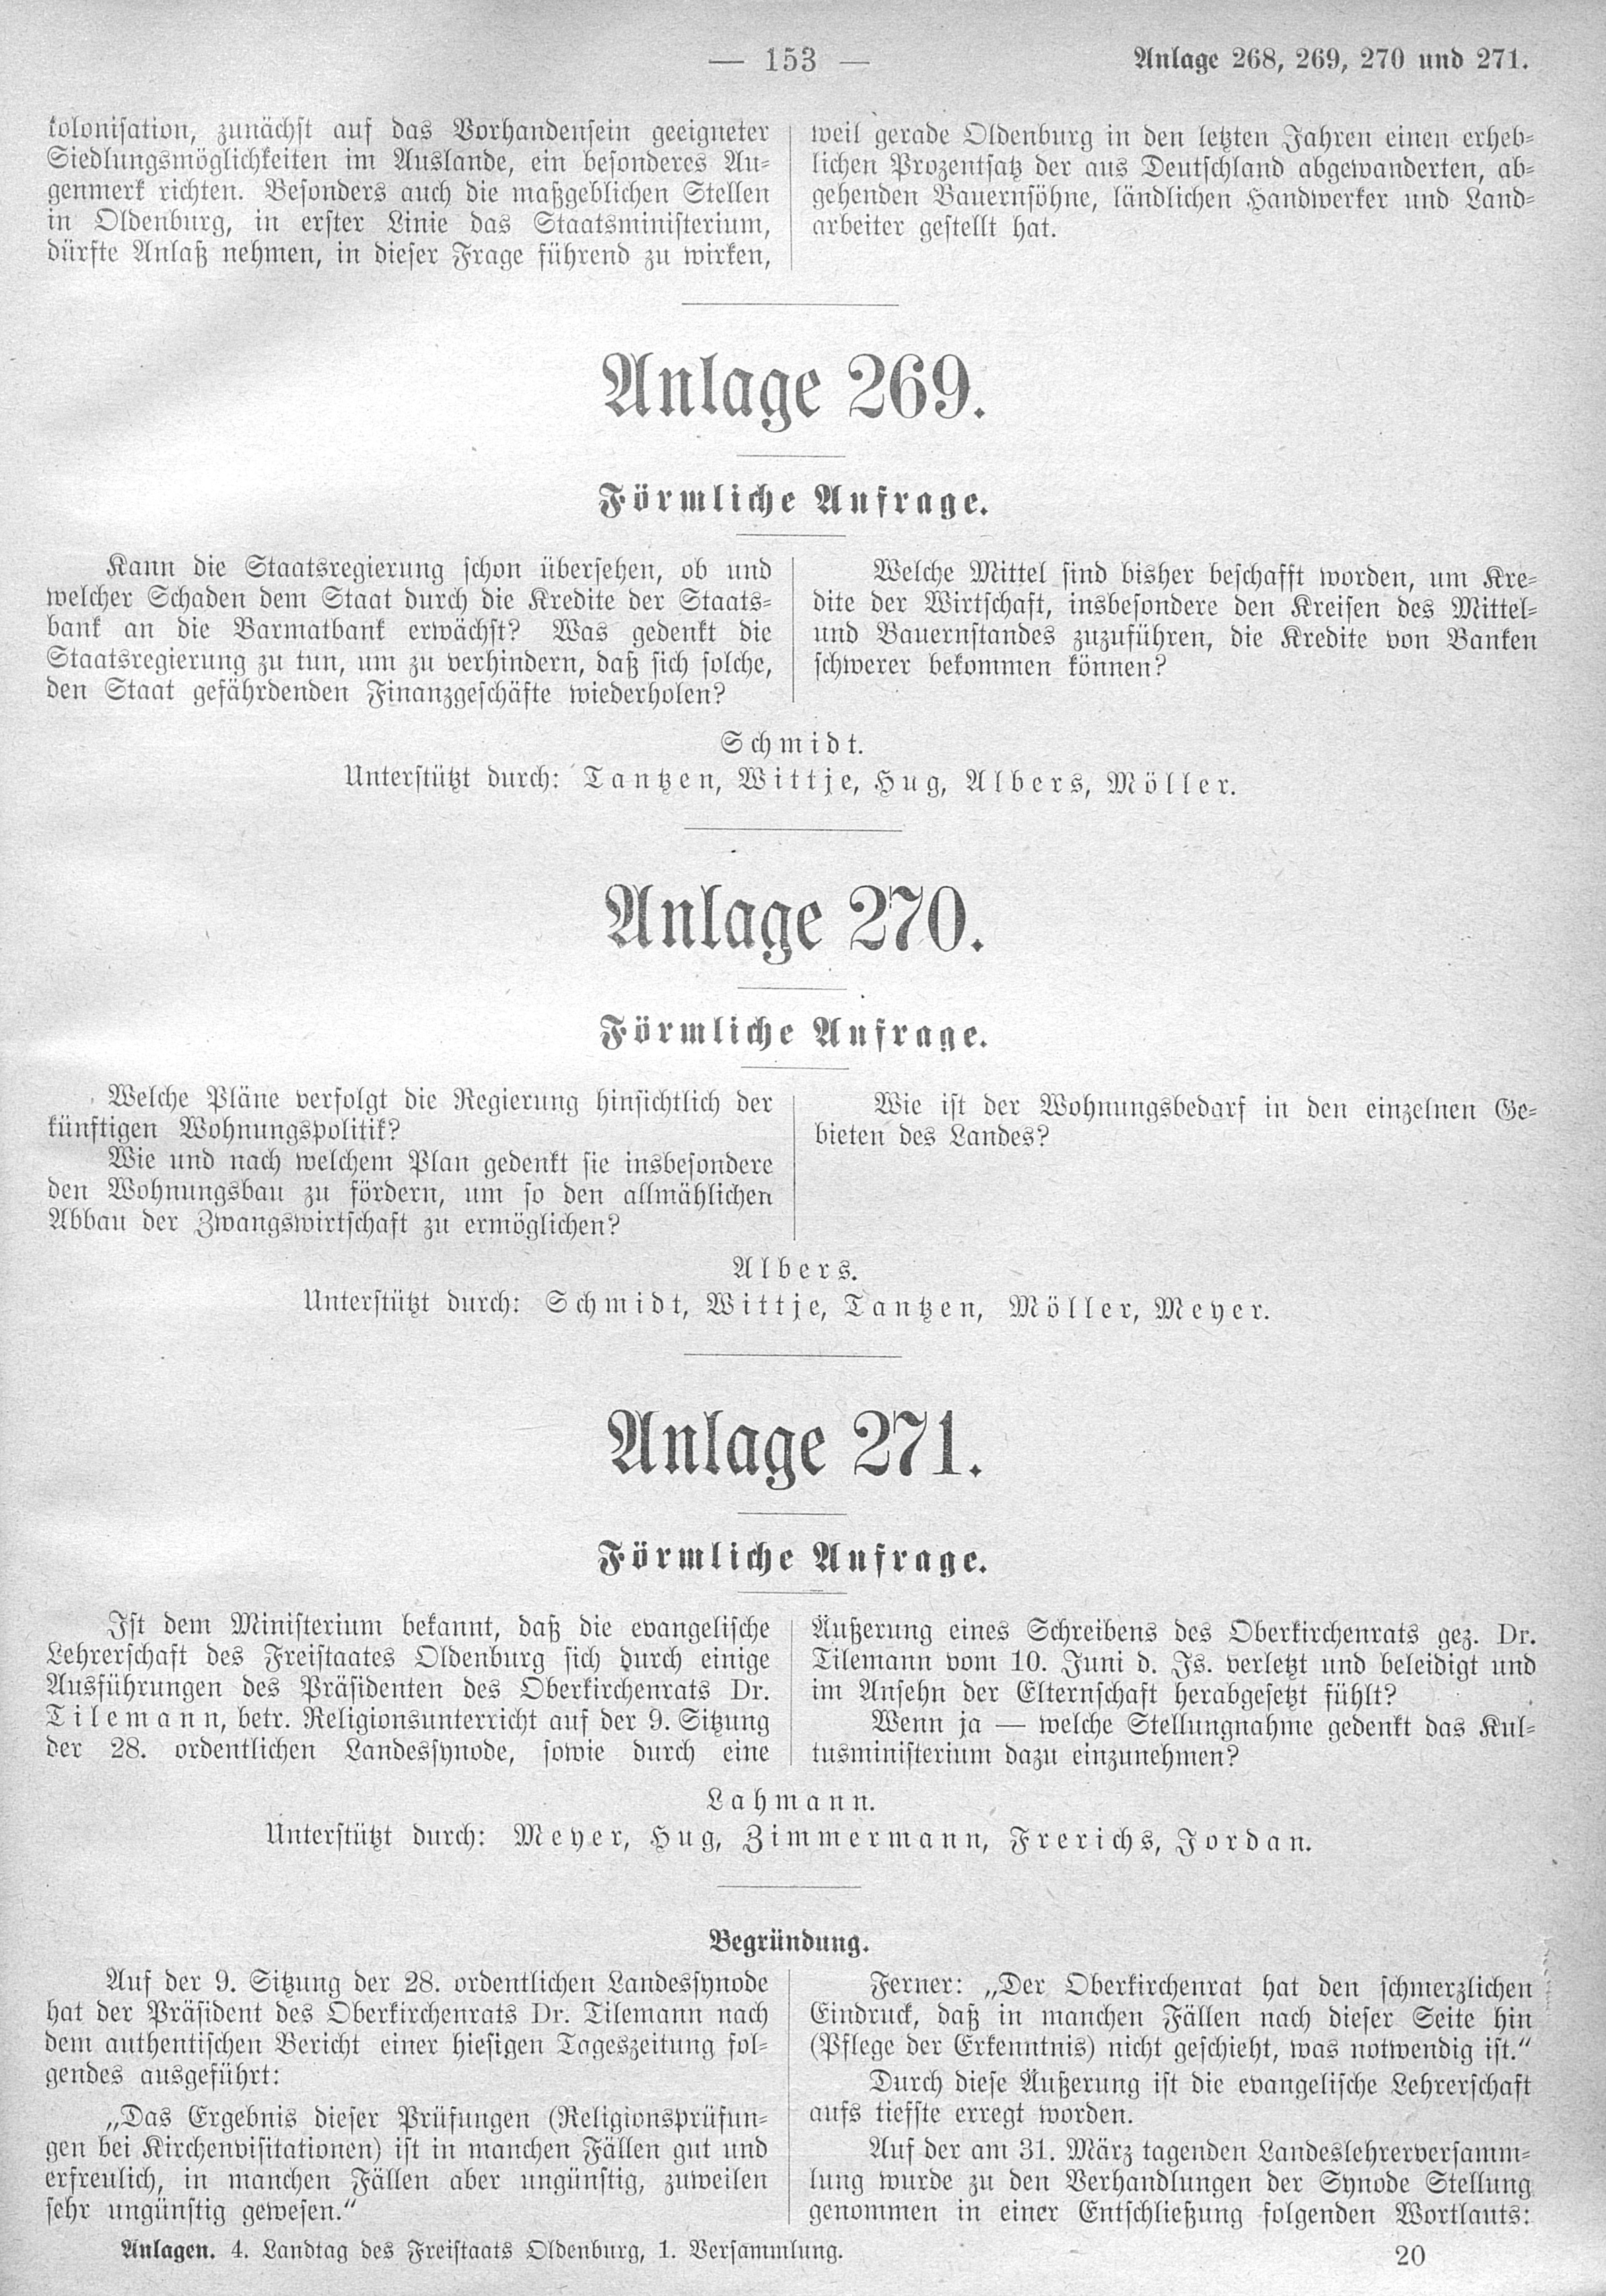 — 153 —
Anlage 268, 269, 270 und 271.
kolonisation, zunächst auf das Vorhandensein geeigneter
Siedlungsmöglichkeiten im Auslande, ein besonderes Au-
genmerk richten. Besonders auch die maßgeblichen Stellen
in Oldenburg, in erster Linie das Staatsministerium,
dürfte Anlaß nehmen, in dieser Frage führend zu wirken,
weil gerade Oldenburg in den letzten Jahren einen erheb-
lichen Prozentsatz der aus Deutschland abgewanderten, ab-
gehenden Bauernsöhne, ländlichen Handwerker und Land-
arbeiter gestellt hat.
Anlage 269.
Förmliche Anfrage.
Kann die Staatsregierung schon übersehen, ob und
welcher Schaden dem Staat durch die Kredite der Staats-
bank an die Barmatbank erwächst? Was gedenkt die
Staatsregierung zu tun, um zu verhindern, daß sich solche,
den Staat gefährdenden Finanzgeschäfte wiederholen?
Welche Mittel sind bisher beschafft worden, um Kre-
dite der Wirtschaft, insbesondere den Kreisen des Mittel-
und Bauernstandes zuzuführen, die Kredite von Banken
schwerer bekommen können?
Schmidt.
Unterstützt durch: Tantzen, Wittje, Hug, Albers, Möller.
Anlage 270.
Förmliche Anfrage.
Welche Pläne verfolgt die Regierung hinsichtlich der
künftigen Wohnungspolitik?
Wie und nach welchem Plan gedenkt sie insbesondere
den Wohnungsbau zu fördern, um so den allmählichen
Abbau der Zwangswirtschaft zu ermöglichen?
Wie ist der Wohnungsbedarf in den einzelnen Ge-
bieten des Landes?
Albers.
Unterstützt durch: Schmidt, Wittje, Tantzen, Möller, Meyer.
Anlage 271.
Förmliche Anfrage.
Ist dem Ministerium bekannt, daß die evangelische
Lehrerschaft des Freistaates Oldenburg sich durch einige
Ausführungen des Präsidenten des Oberkirchenrats Dr.
Tilemann, betr. Religionsunterricht auf der 9. Sitzung
der 28. ordentlichen Landessynode, sowie durch eine
Äußerung eines Schreibens des Oberkirchenrats gez. Dr.
Tilemann vom 10. Juni d. Js. verletzt und beleidigt und
im Ansehn der Elternschaft herabgesetzt fühlt?
Wenn ja — welche Stellungnahme gedenkt das Kul-
tusministerium dazu einzunehmen?
Lahmann.
Unterstützt durch: Meyer, Hug, Zimmermann, Frerichs, Jordan.
Begründung.
Auf der 9. Sitzung der 28. ordentlichen Landessynode
hat der Präsident des Oberkirchenrats Dr. Tilemann nach
dem authentischen Bericht einer hiesigen Tageszeitung fol-
gendes ausgeführt:
„Das Ergebnis dieser Prüfungen (Religionsprüfun-
gen bei Kirchenvisitationen) ist in manchen Fällen gut und
erfreulich, in manchen Fällen aber ungünstig, zuweilen
sehr ungünstig gewesen.“
Ferner: „Der Oberkirchenrat hat den schmerzlichen
Eindruck, daß in manchen Fällen nach dieser Seite hin
(Pflege der Erkenntnis) nicht geschieht, was notwendig ist.“
Durch diese Äußerung ist die evangelische Lehrerschaft
aufs tiefste erregt worden.
Auf der am 31. März tagenden Landeslehrerversamm-
lung wurde zu den Verhandlungen der Synode Stellung
genommen in einer Entschließung folgenden Wortlauts:
Anlagen. 4. Landtag des Freistaats Oldenburg, 1. Versammlung.
20